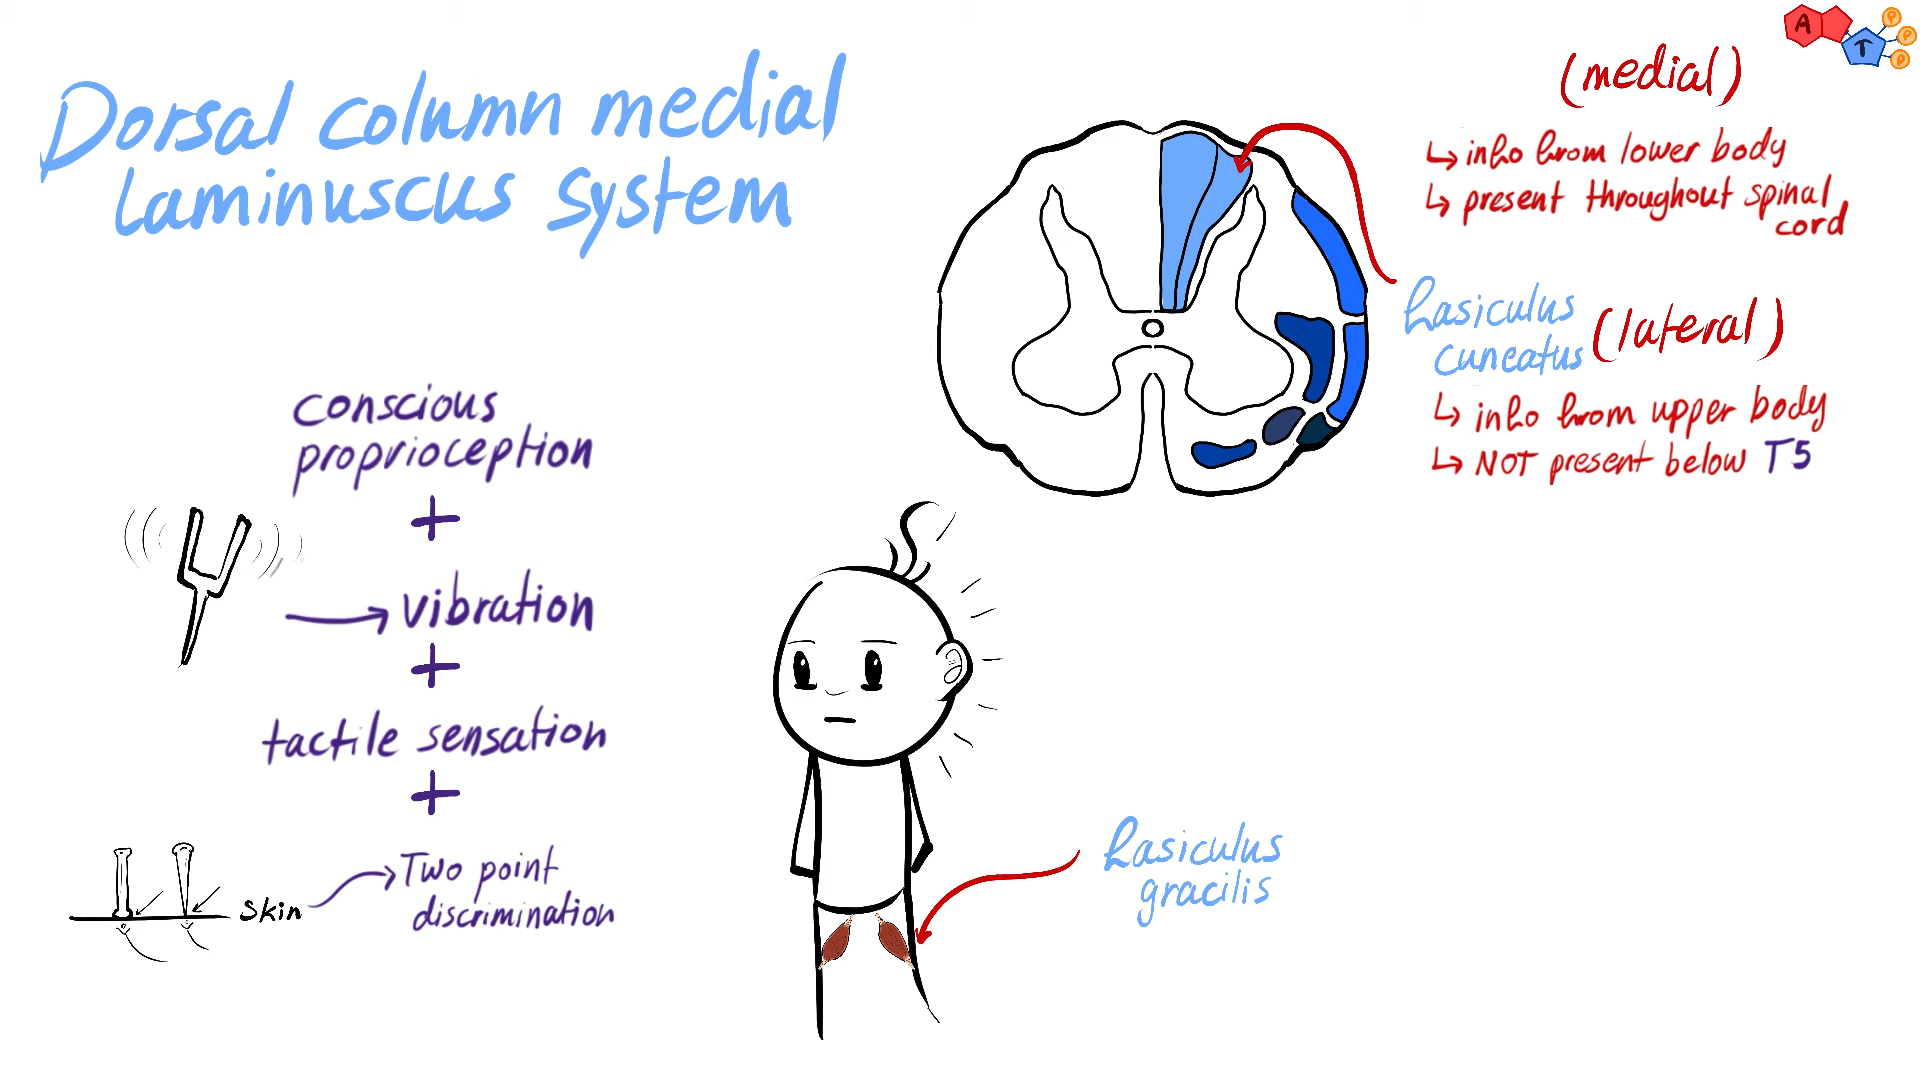 Dorsal column medial
laminuscus system
conscious
proprioception
+
vibration
+
tactile sensation
+
Two point
discrimination
skin
A T P P P
(medial)
↳ info from lower body
↳ present throughout spinal
cord
fasiculus
cuneatus (lateral)
↳ info from upper body
↳ NOT present below T5
fasiculus
gracilis